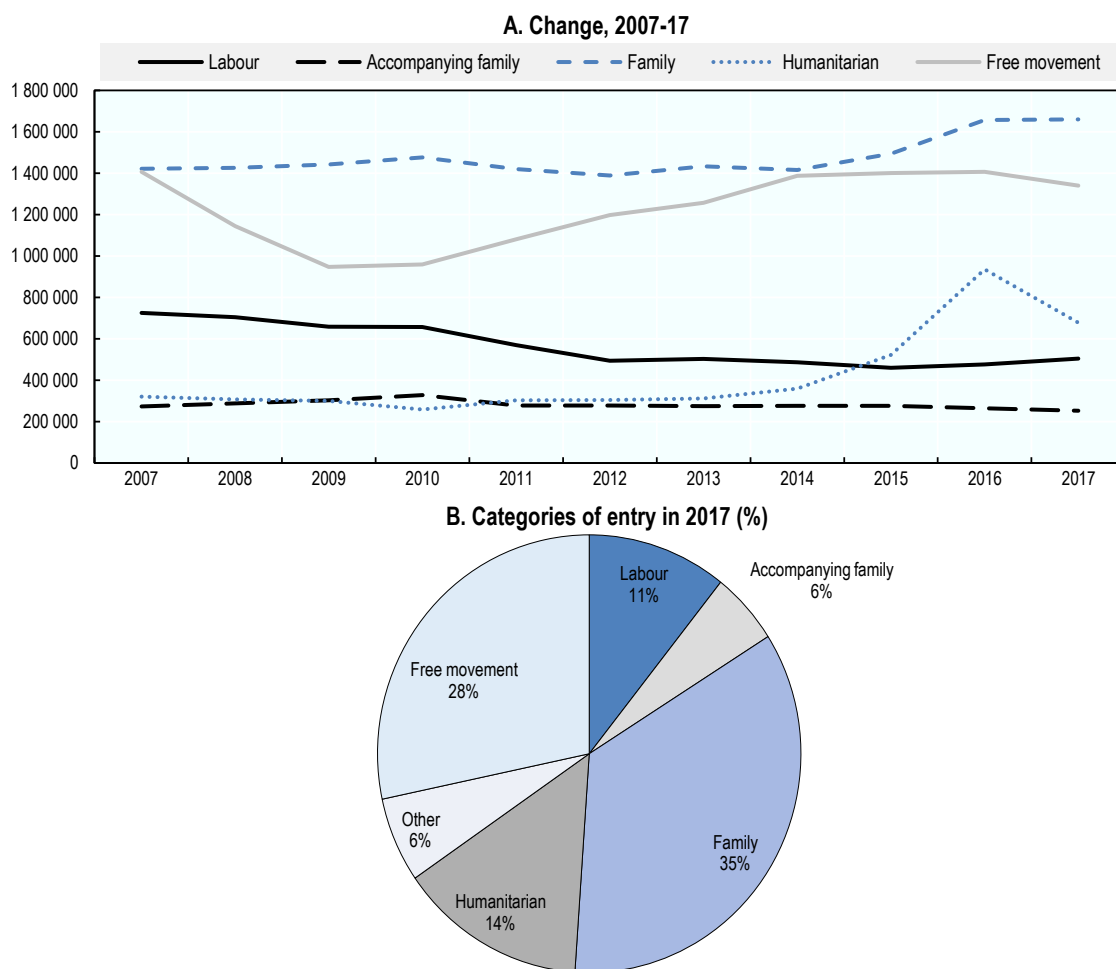 A. Change, 2007-17
Labour Accompanying family Family Humanitarian Free movement
1 800 000
1 600 000
1 400 000
1 200 000
1 000 000
800 000
600 000
400 000
200 000
0
2007 2008 2009 2010 2011 2012 2013 2014 2015 2016 2017
B. Categories of entry in 2017 (%)
Labour
11%
Accompanying family
6%
Free movement
28%
Other
6%
Family
35%
Humanitarian
14%